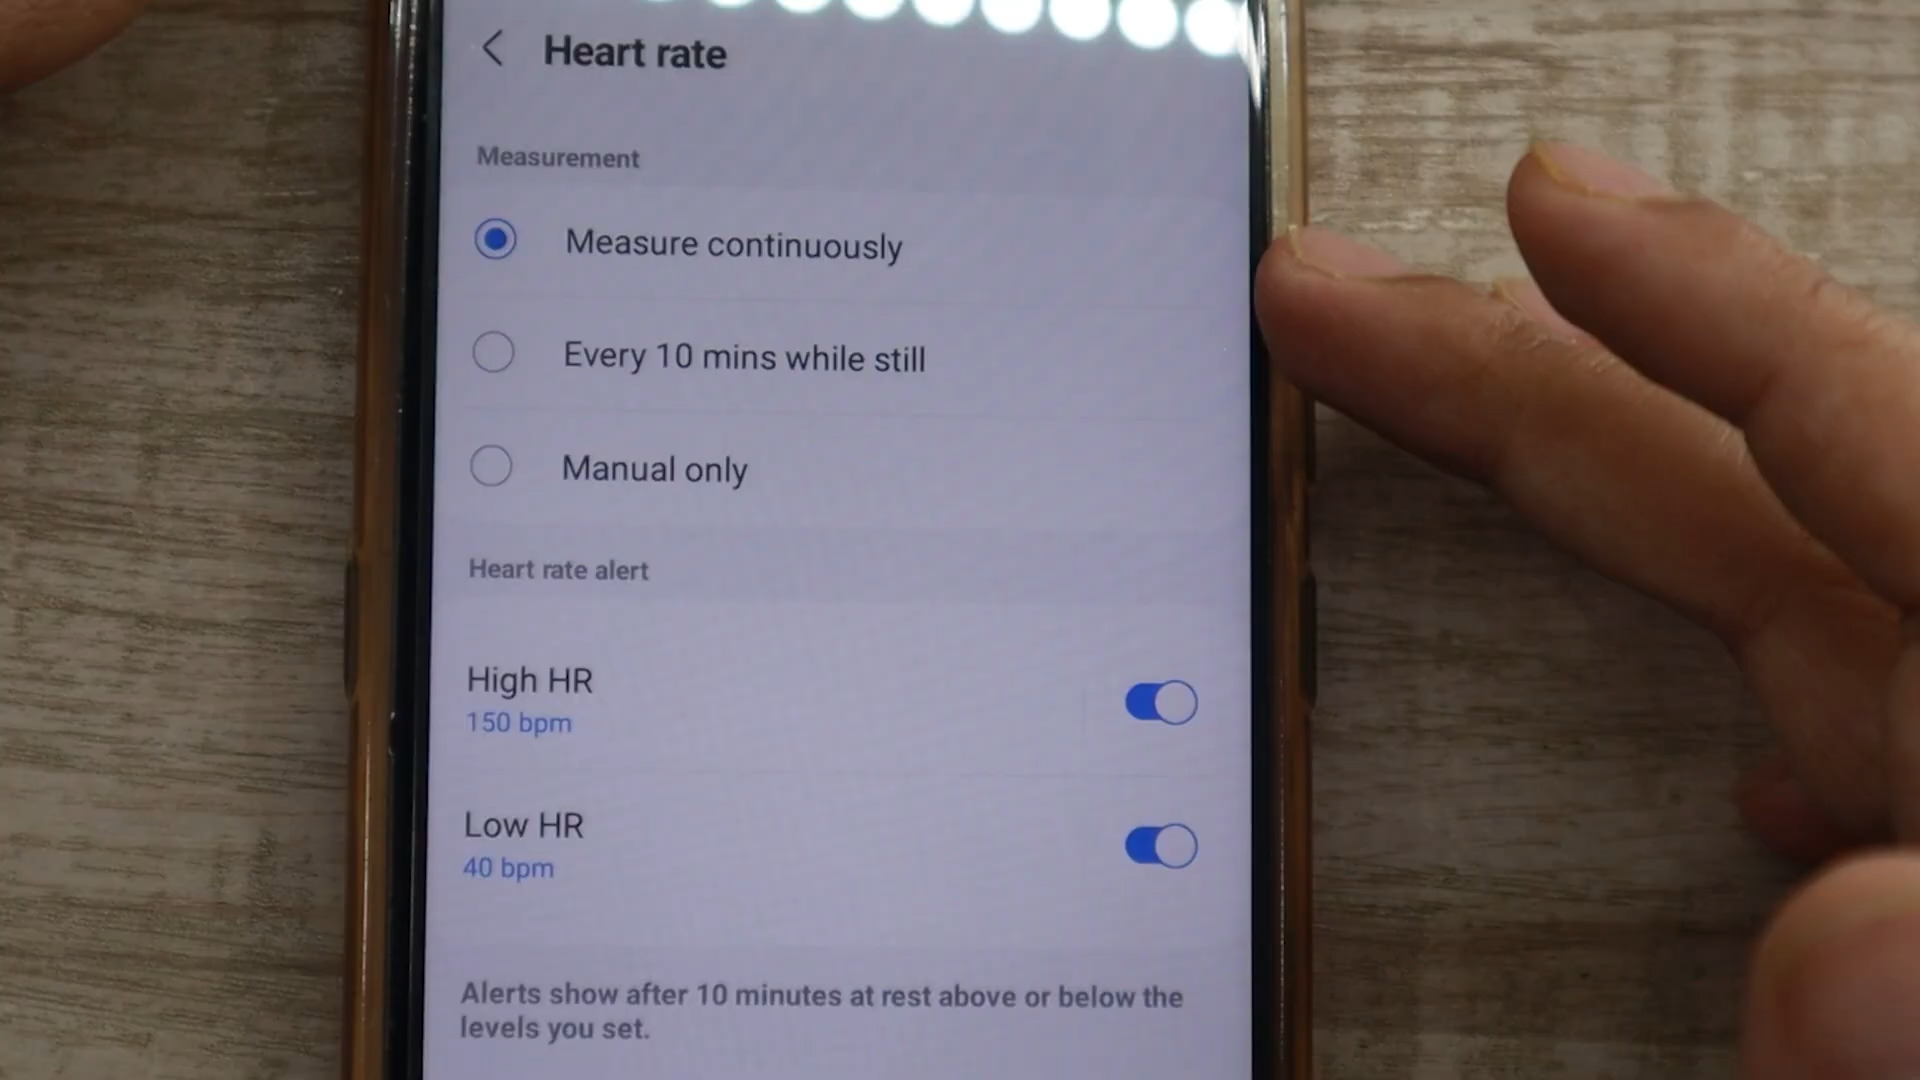 Heart rate
Measurement
Measure continuously
Every 10 mins while still
Manual only
Heart rate alert
High HR
150 bpm
Low HR
40 bpm
Alerts show after 10 minutes at rest above or below the
levels you set.